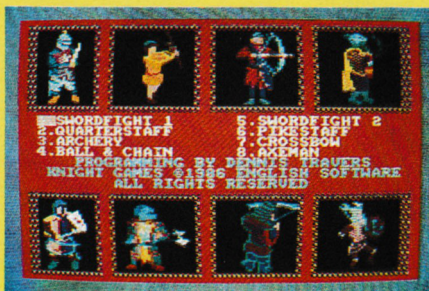 1.SWORDFIGHT 1 5.SWORDFIGHT 2
2.QUARTERSTAFF 6.PIKESTAFF
3.ARCHERY 7.CROSSBOW
4.BALL & CHAIN 8.AXEMAN
PROGRAMMING BY DENNIS TRAVERS
KNIGHT GAMES ©1986 ENGLISH SOFTWARE
ALL RIGHTS RESERVED